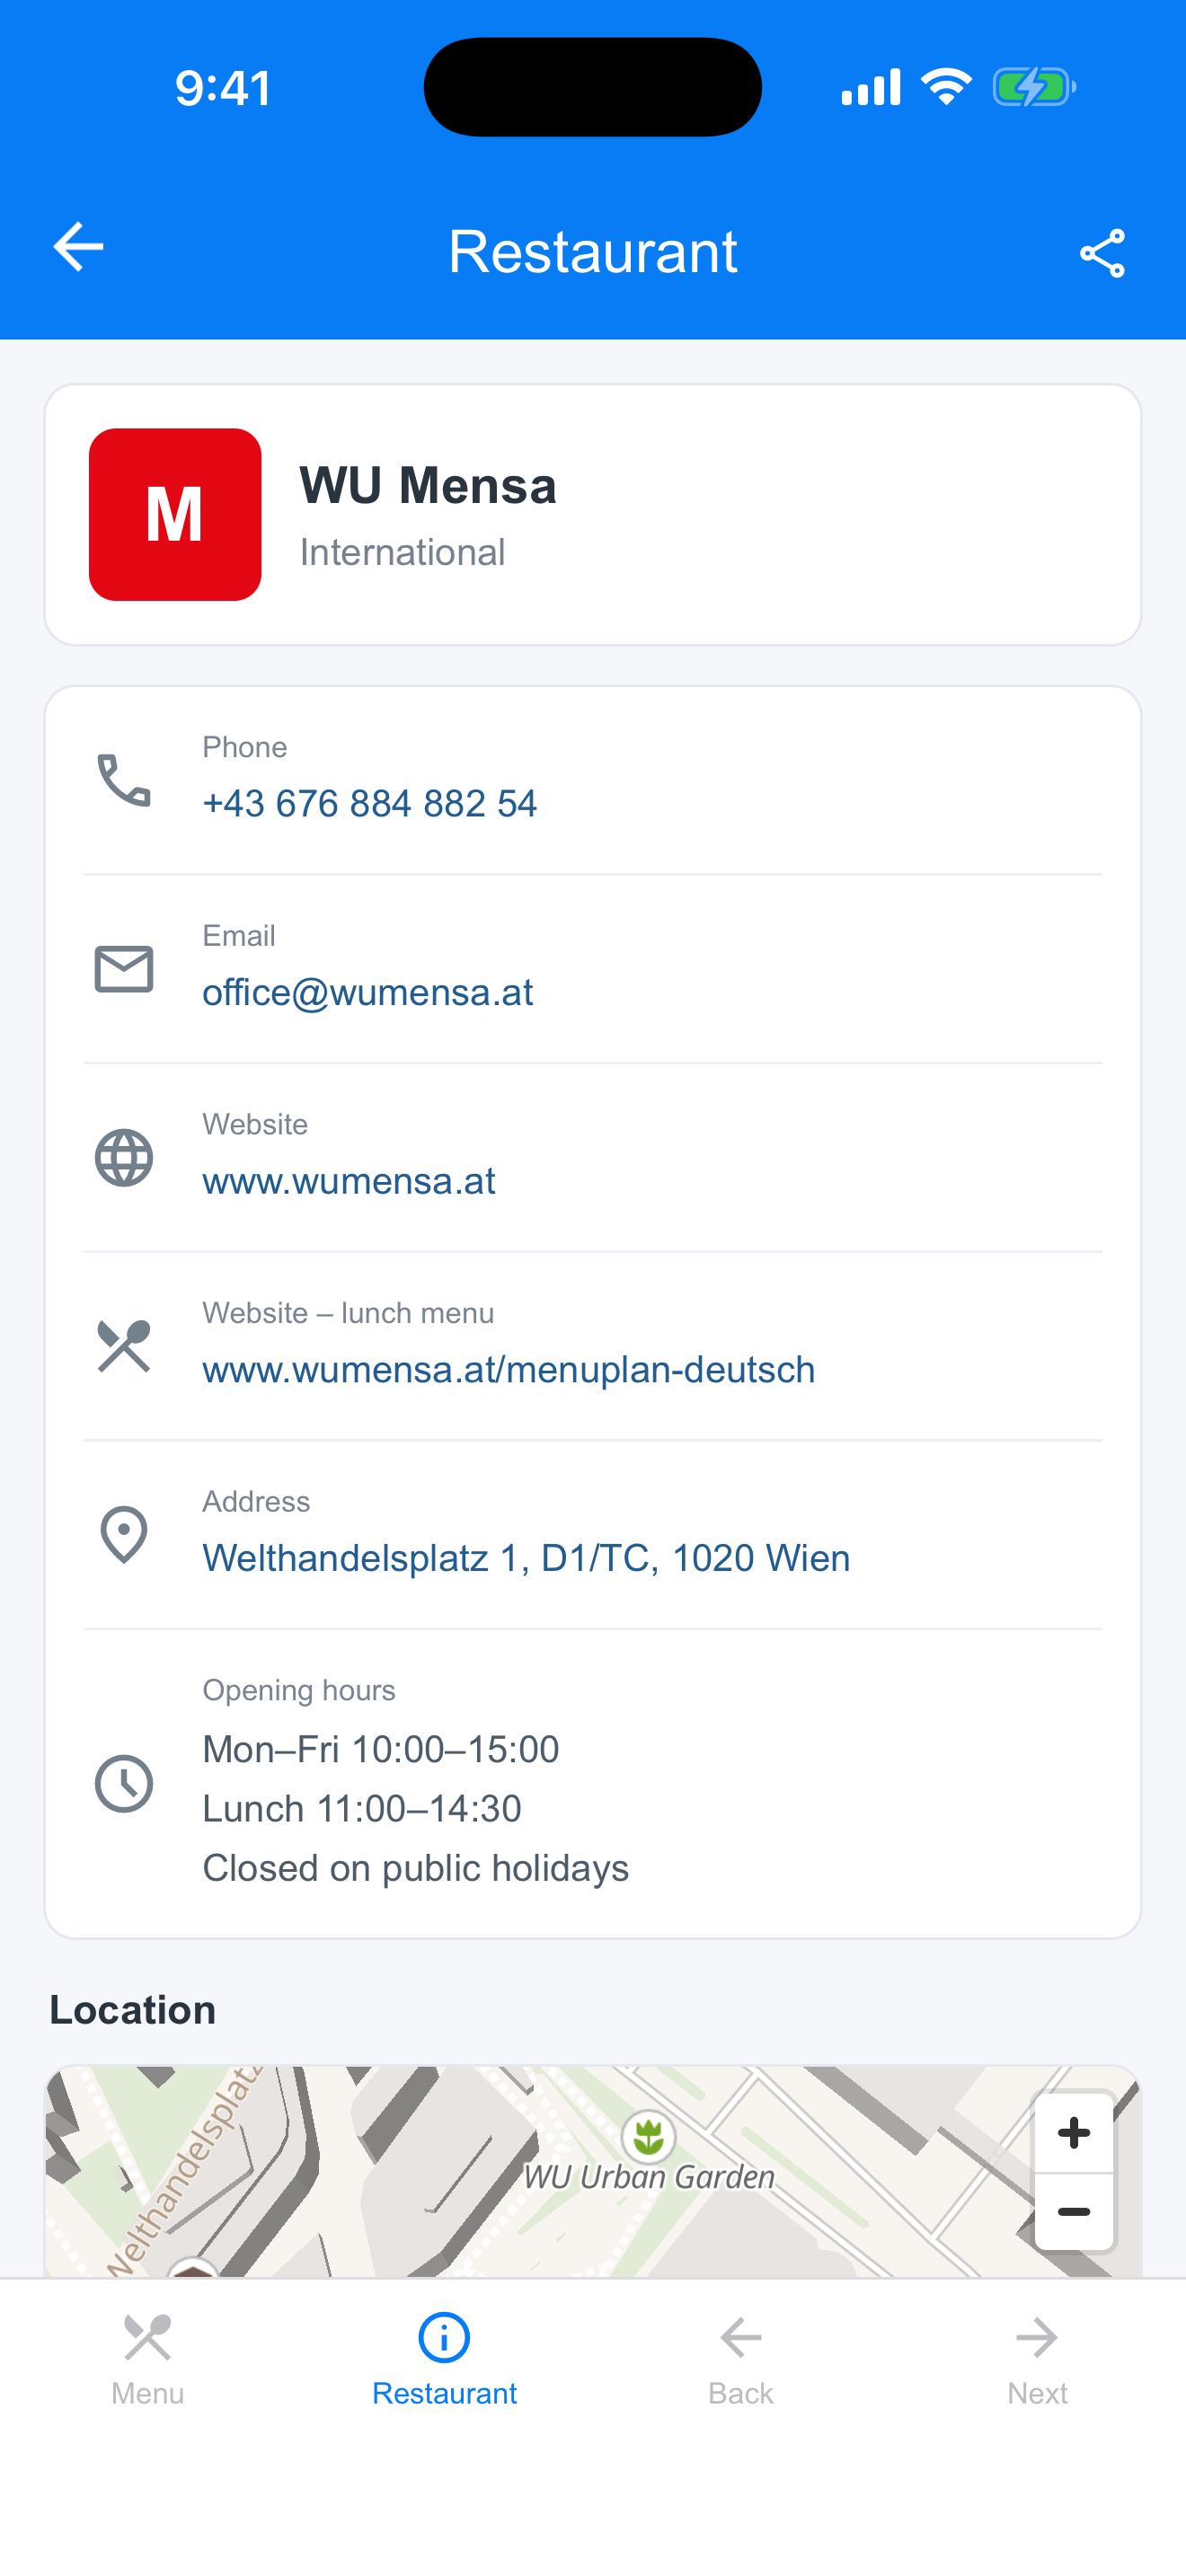 9:41
Restaurant
M
WU Mensa
International
Phone
+43 676 884 882 54
Email
office@wumensa.at
Website
www.wumensa.at
Website – lunch menu
www.wumensa.at/menuplan-deutsch
Address
Welthandelsplatz 1, D1/TC, 1020 Wien
Opening hours
Mon–Fri 10:00–15:00
Lunch 11:00–14:30
Closed on public holidays
Location
Welthandelsplatz
WU Urban Garden
+
−
Menu
Restaurant
Back
Next